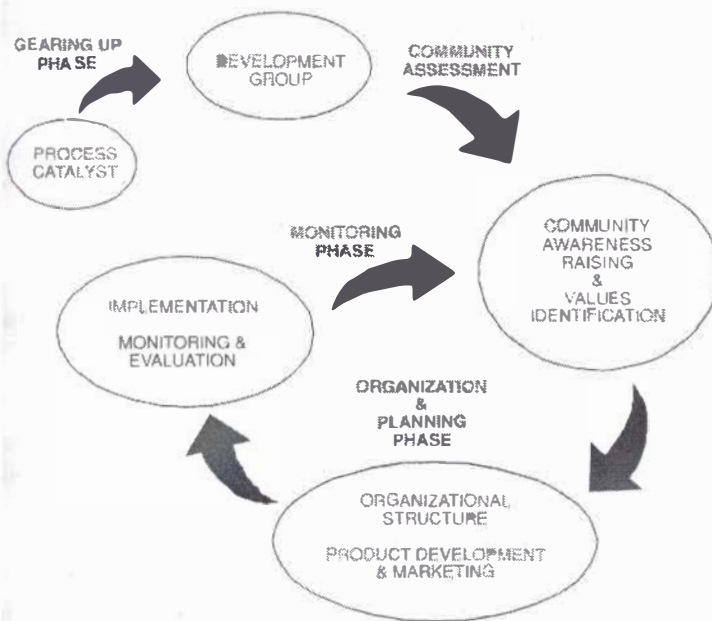 GEARING UP
PHASE
DEVELOPMENT
GROUP
COMMUNITY
ASSESSMENT
PROCESS
CATALYST
MONITORING
PHASE
COMMUNITY
AWARENESS
RAISING
&
VALUES
IDENTIFICATION
IMPLEMENTATION
MONITORING &
EVALUATION
ORGANIZATION
&
PLANNING
PHASE
ORGANIZATIONAL
STRUCTURE
PRODUCT DEVELOPMENT
& MARKETING